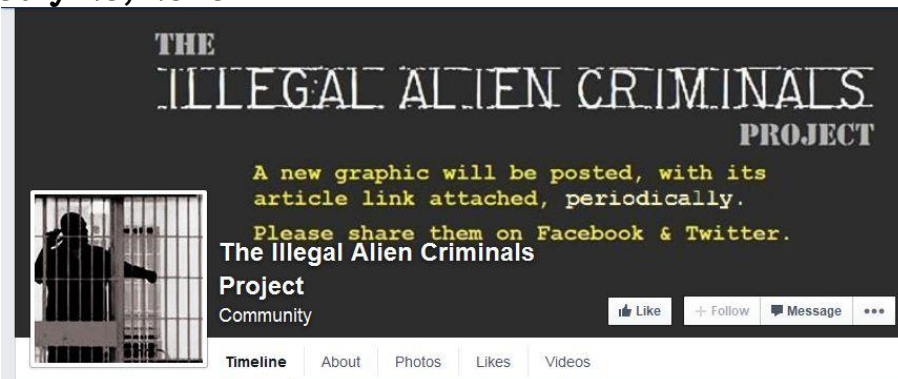 THE
ILLEGAL ALIEN CRIMINALS
PROJECT
A new graphic will be posted, with its
article link attached, periodically.
Please share them on Facebook & Twitter.
The Illegal Alien Criminals
Project
Community
Like
+ Follow
Message
Timeline
About
Photos
Likes
Videos